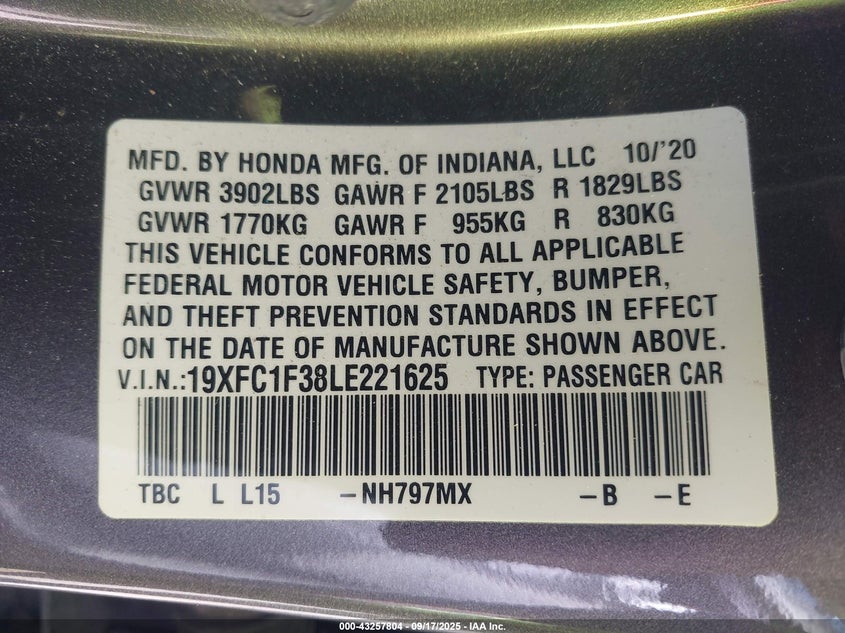 MFD. BY HONDA MFG. OF INDIANA, LLC 10/'20
GVWR 3902LBS GAWR F 2105LBS R 1829LBS
GVWR 1770KG GAWR F 955KG R 830KG
THIS VEHICLE CONFORMS TO ALL APPLICABLE
FEDERAL MOTOR VEHICLE SAFETY, BUMPER,
AND THEFT PREVENTION STANDARDS IN EFFECT
ON THE DATE OF MANUFACTURE SHOWN ABOVE.
V.I.N.:19XFC1F38LE221625 TYPE: PASSENGER CAR
TBC L L15 -NH797MX -B -E
000-43257804 - 09/17/2025 - IAA Inc.